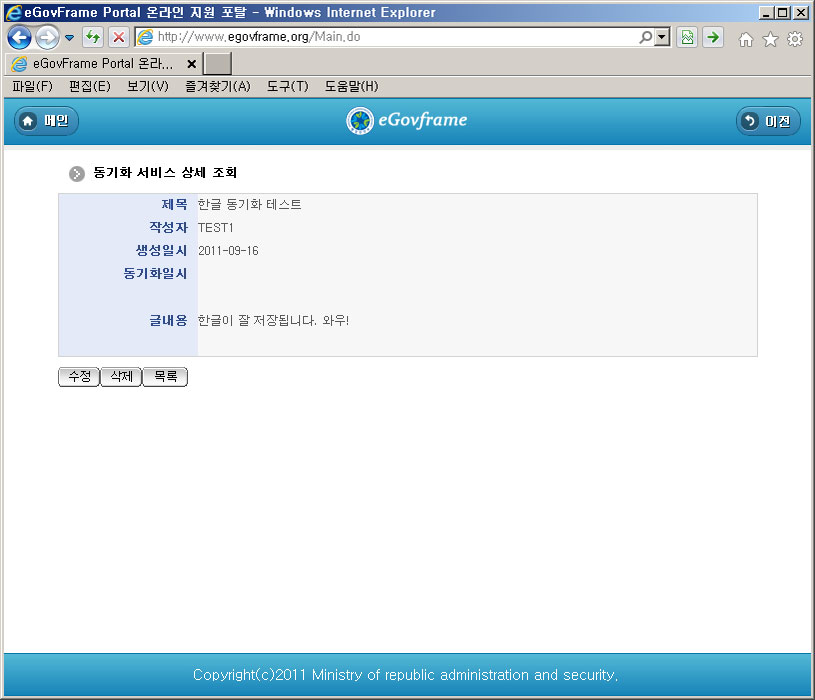 eGovFrame Portal 온라인 지원 포탈 - Windows Internet Explorer
http://www.egovframe.org/Main.do
eGovFrame Portal 온라...
파일(F) 편집(E) 보기(V) 즐겨찾기(A) 도구(T) 도움말(H)
메인 eGovframe 이전
동기화 서비스 상세 조회
제목 한글 동기화 테스트
작성자 TEST1
생성일시 2011-09-16
동기화일시
글내용 한글이 잘 저장됩니다. 와우!
수정 삭제 목록
Copyright(c)2011 Ministry of republic administration and security.